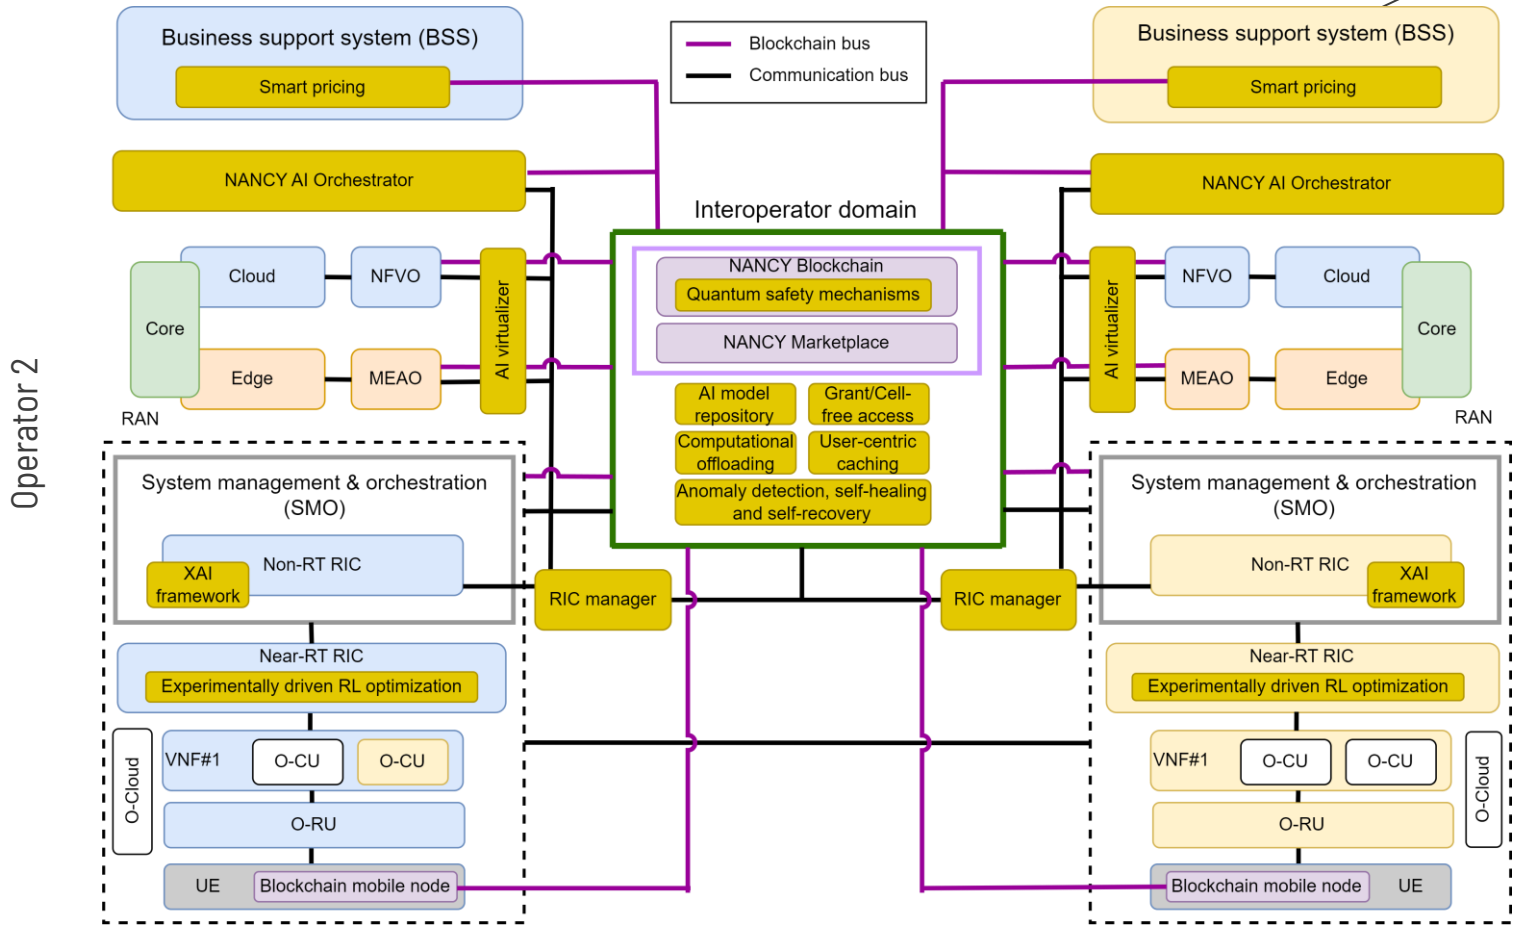 Business support system (BSS)
Smart pricing
Blockchain bus
Communication bus
Business support system (BSS)
Smart pricing
NANCY AI Orchestrator
NANCY AI Orchestrator
Interoperator domain
Operator 2
Core
Cloud
NFVO
Edge
MEAO
AI virtualizer
RAN
NANCY Blockchain
Quantum safety mechanisms
NANCY Marketplace
AI model
repository
Grant/Cell-
free access
Computational
offloading
User-centric
caching
Anomaly detection, self-healing
and self-recovery
AI virtualizer
NFVO
Cloud
MEAO
Edge
Core
RAN
System management & orchestration
(SMO)
Non-RT RIC
XAI
framework
RIC manager
RIC manager
System management & orchestration
(SMO)
Non-RT RIC
XAI
framework
Near-RT RIC
Experimentally driven RL optimization
O-Cloud
VNF#1
O-CU
O-CU
O-RU
UE
Blockchain mobile node
Near-RT RIC
Experimentally driven RL optimization
VNF#1
O-CU
O-CU
O-Cloud
O-RU
Blockchain mobile node
UE